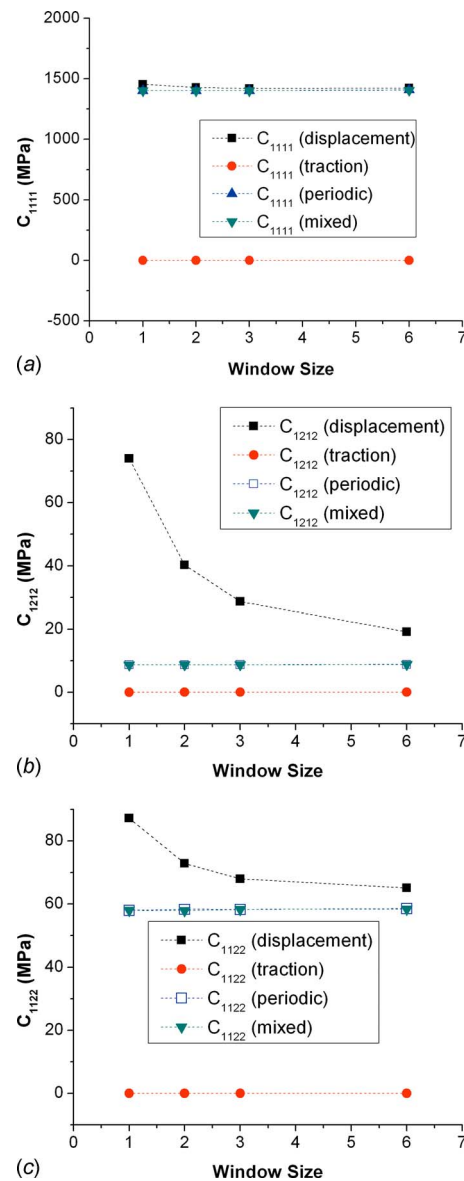 2000
1500
1000
500
0
-500
C1111 (MPa)
C1111 (displacement)
C1111 (traction)
C1111 (periodic)
C1111 (mixed)
0 1 2 3 4 5 6 7
Window Size
(a)
80
60
40
20
0
C1212 (MPa)
C1212 (displacement)
C1212 (traction)
C1212 (periodic)
C1212 (mixed)
0 1 2 3 4 5 6 7
Window Size
(b)
80
60
40
20
0
C1122 (MPa)
C1122 (displacement)
C1122 (traction)
C1122 (periodic)
C1122 (mixed)
0 1 2 3 4 5 6 7
Window Size
(c)